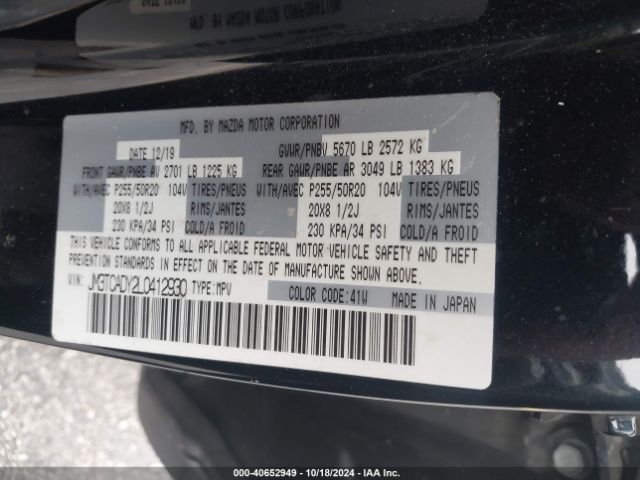 MFD. BY MAZDA MOTOR CORPORATION
DATE 12/19 GVWR/PNBV 5670 LB 2572 KG
FRONT GAWR/PNBE AV 2701 LB 1225 KG REAR GAWR/PNBE AR 3049 LB 1383 KG
WITH/AVEC P255/50R20 104V TIRES/PNEUS WITH/AVEC P255/50R20 104V TIRES/PNEUS
20X8 1/2J RIMS/JANTES 20X8 1/2J RIMS/JANTES
230 KPA/34 PSI COLD/A FROID 230 KPA/34 PSI COLD/A FROID
THIS VEHICLE CONFORMS TO ALL APPLICABLE FEDERAL MOTOR VEHICLE SAFETY AND THEFT
PREVENTION STANDARDS IN EFFECT ON THE DATE OF MANUFACTURE SHOWN ABOVE.
VIN: JM3TCADY2L0412930 TYPE:MPV COLOR CODE:41W MADE IN JAPAN
000-40652949 - 10/18/2024 - IAA Inc.